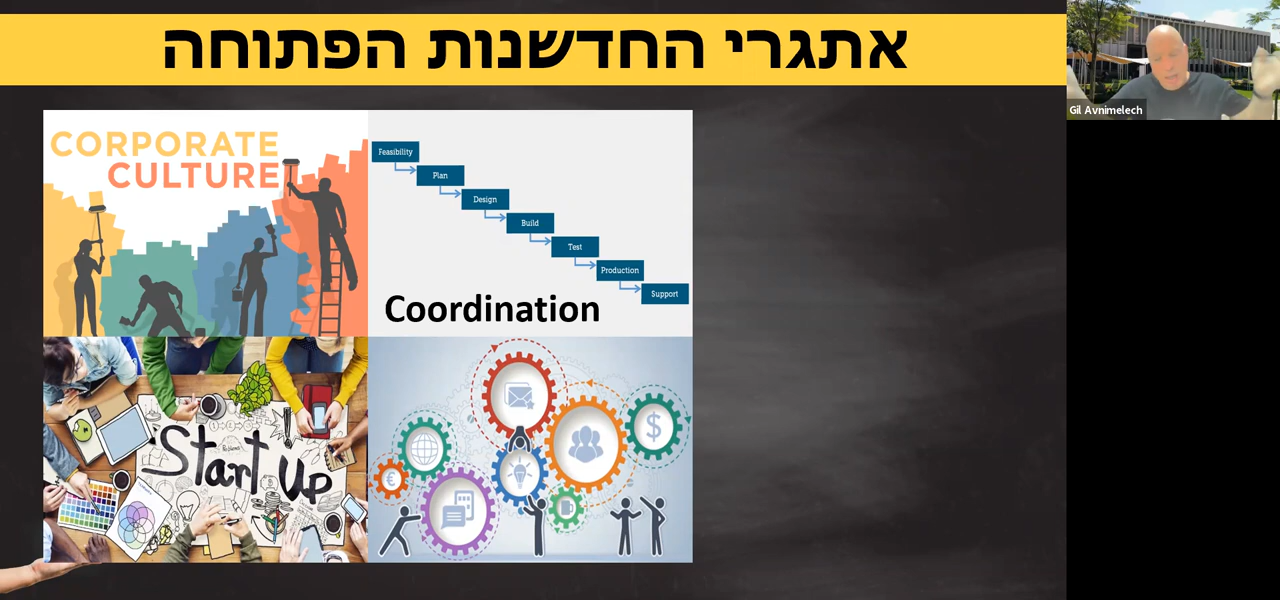 אתגרי החדשנות הפתוחה
Gil Avnimelech
CORPORATE
CULTURE
Feasibility
Plan
Design
Build
Test
Production
Support
Coordination
Start Up
$
€